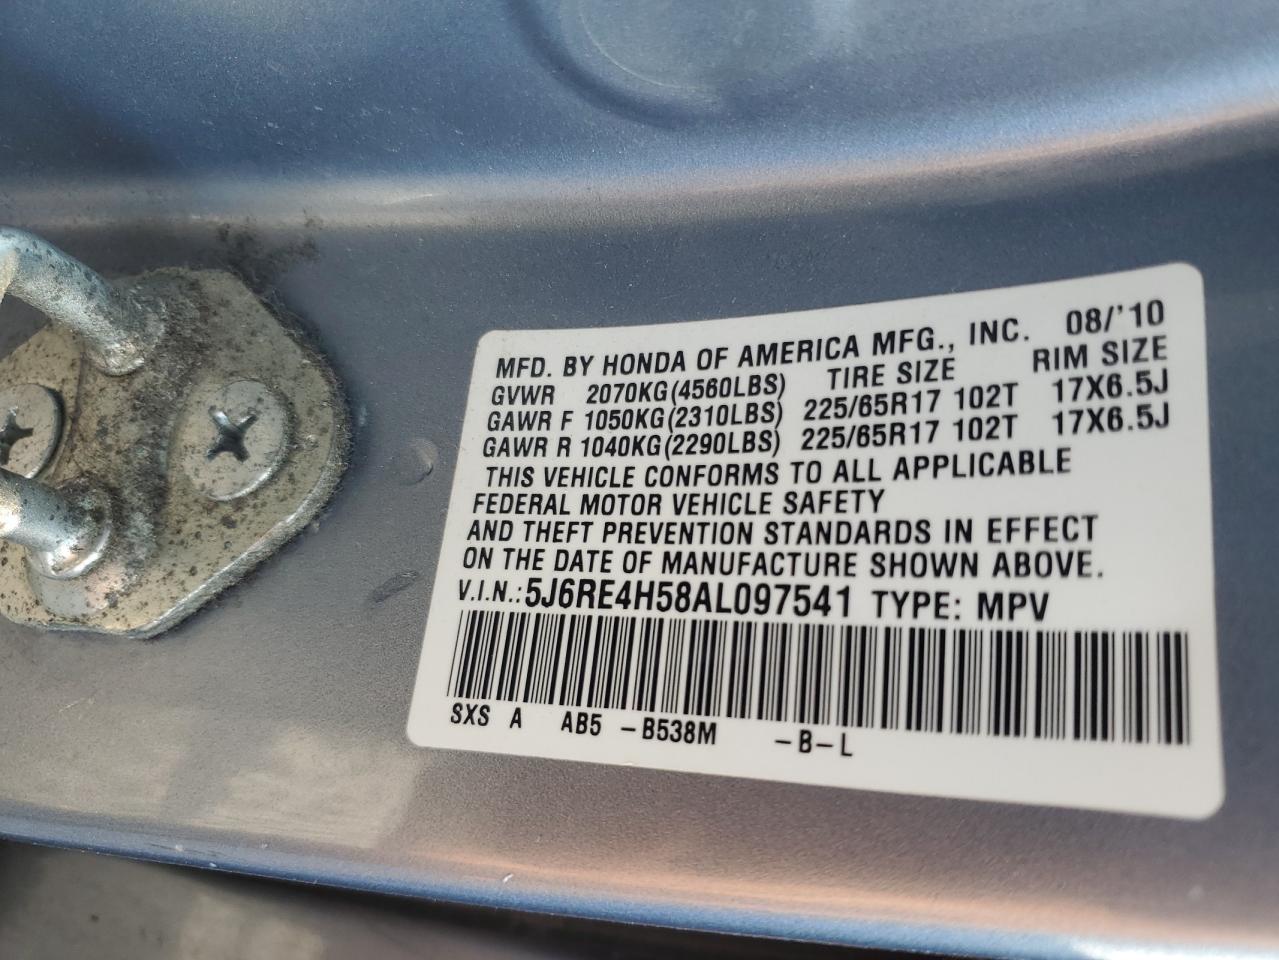 MFD. BY HONDA OF AMERICA MFG., INC. 08/'10
GVWR 2070KG(4560LBS) TIRE SIZE RIM SIZE
GAWR F 1050KG(2310LBS) 225/65R17 102T 17X6.5J
GAWR R 1040KG(2290LBS) 225/65R17 102T 17X6.5J
THIS VEHICLE CONFORMS TO ALL APPLICABLE
FEDERAL MOTOR VEHICLE SAFETY
AND THEFT PREVENTION STANDARDS IN EFFECT
ON THE DATE OF MANUFACTURE SHOWN ABOVE.
V.I.N.: 5J6RE4H58AL097541 TYPE: MPV
SXS A AB5 -B538M -B-L